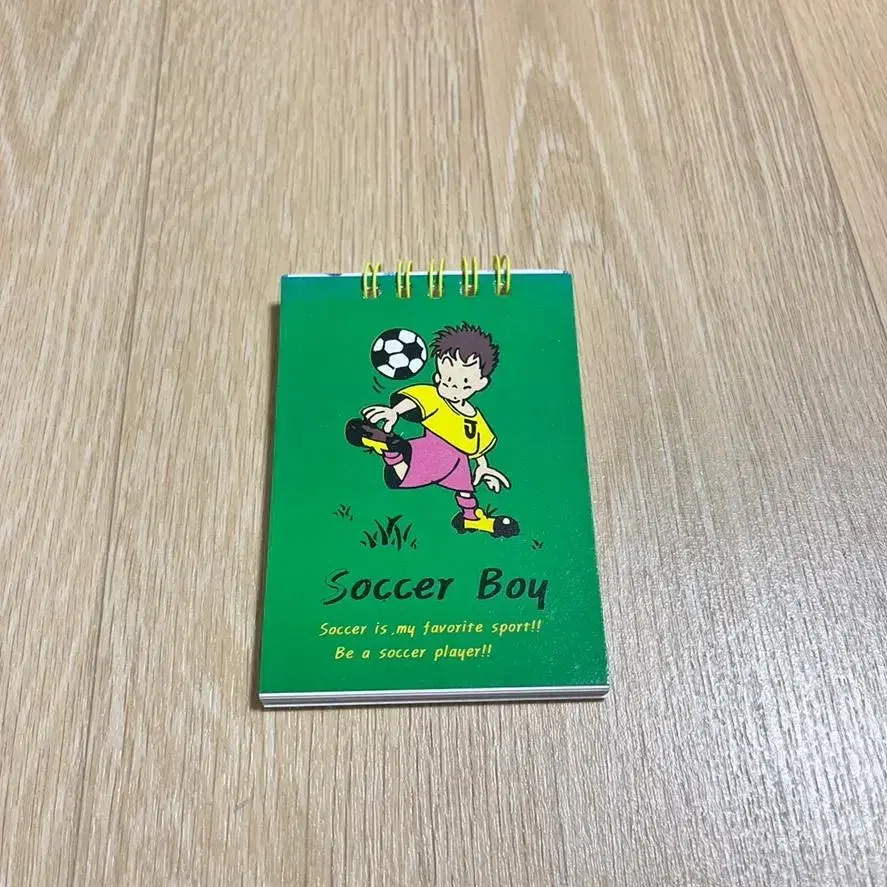 J
Soccer Boy
Soccer is my favorite sport!!
Be a soccer player!!